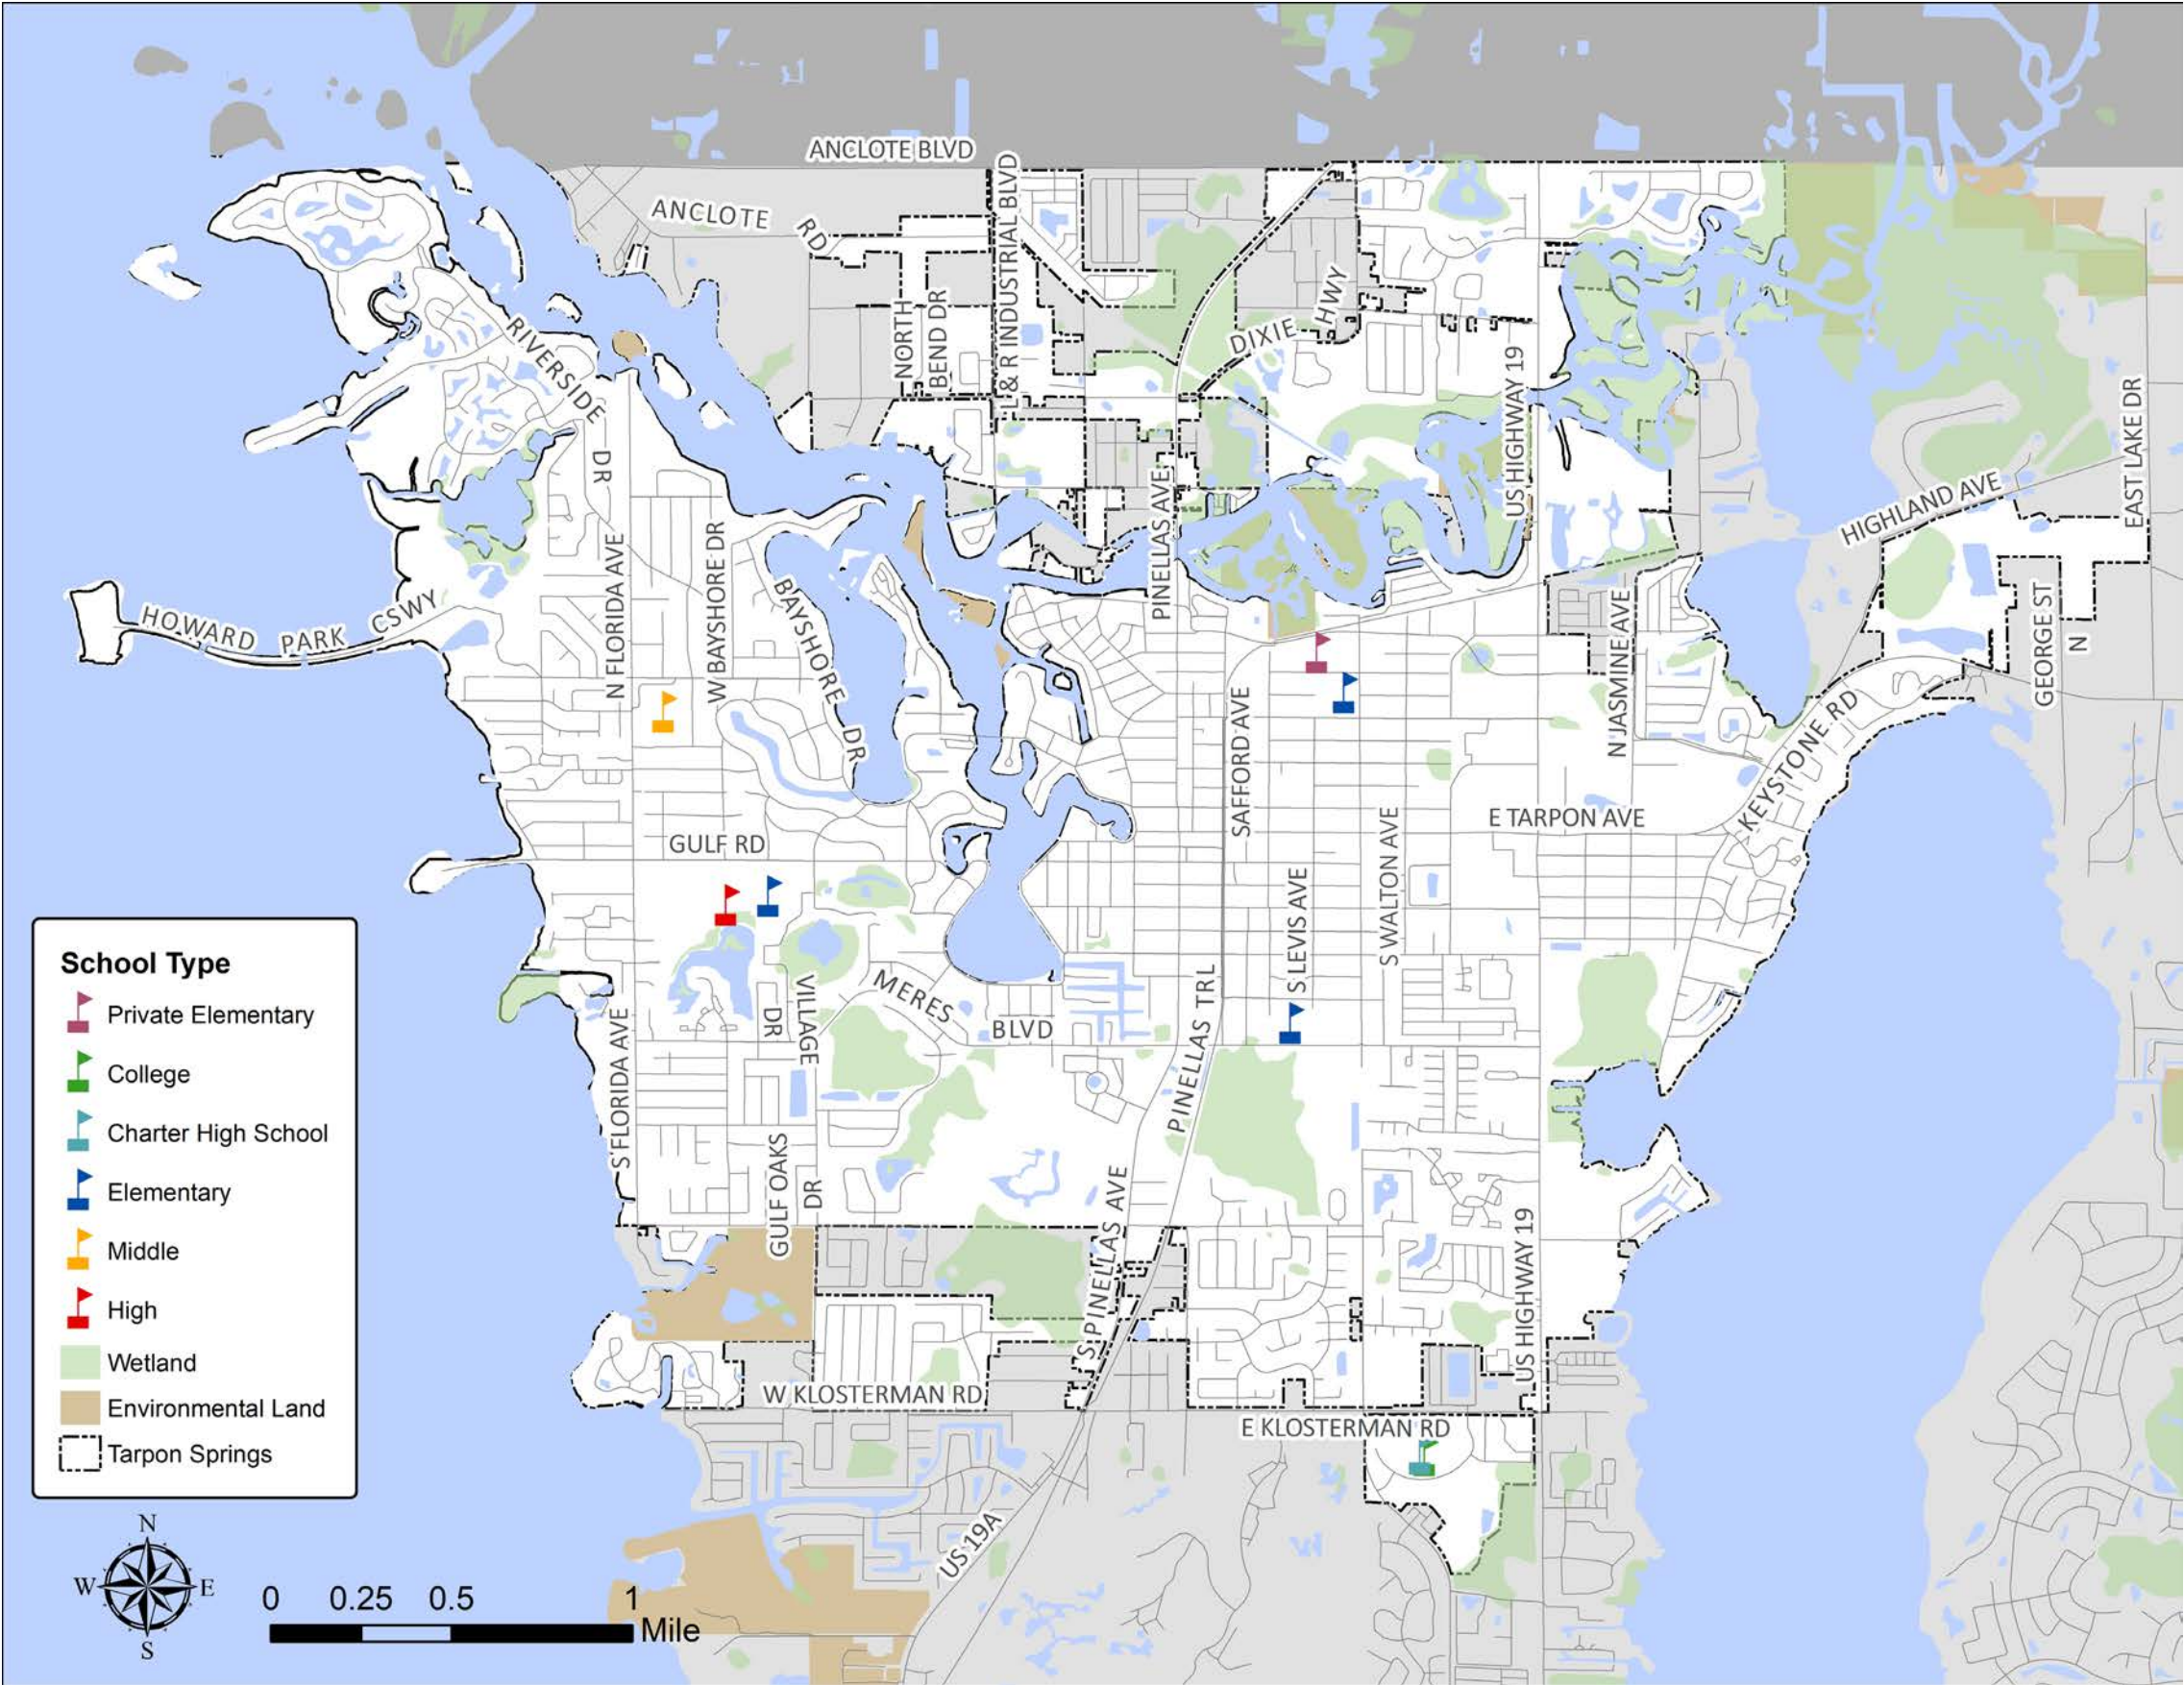 ANCLOTE BLVD
ANCLOTE
RD
L& R INDUSTRIAL BLVD
NORTH
BEND DR
DIXIE
HWY
RIVERSIDE
DR
US HIGHWAY 19
EAST LAKE DR
HIGHLAND AVE
PINELLAS AVE
N FLORIDA AVE
W BAYSHORE DR
BAYSHORE
DR
HOWARD PARK CSWY
N JASMINE AVE
GEORGE ST
N
KEYSTONE RD
SAFFORD AVE
E TARPON AVE
GULF RD
S WALTON AVE
S LEVIS AVE
MERES
BLVD
VILLAGE
DR
PINELLAS TRL
S FLORIDA AVE
GULF OAKS
DR
S PINELLAS AVE
US HIGHWAY 19
W KLOSTERMAN RD
E KLOSTERMAN RD
US 19A
School Type
Private Elementary
College
Charter High School
Elementary
Middle
High
Wetland
Environmental Land
Tarpon Springs
N
W
E
S
0 0.25 0.5 1
Mile